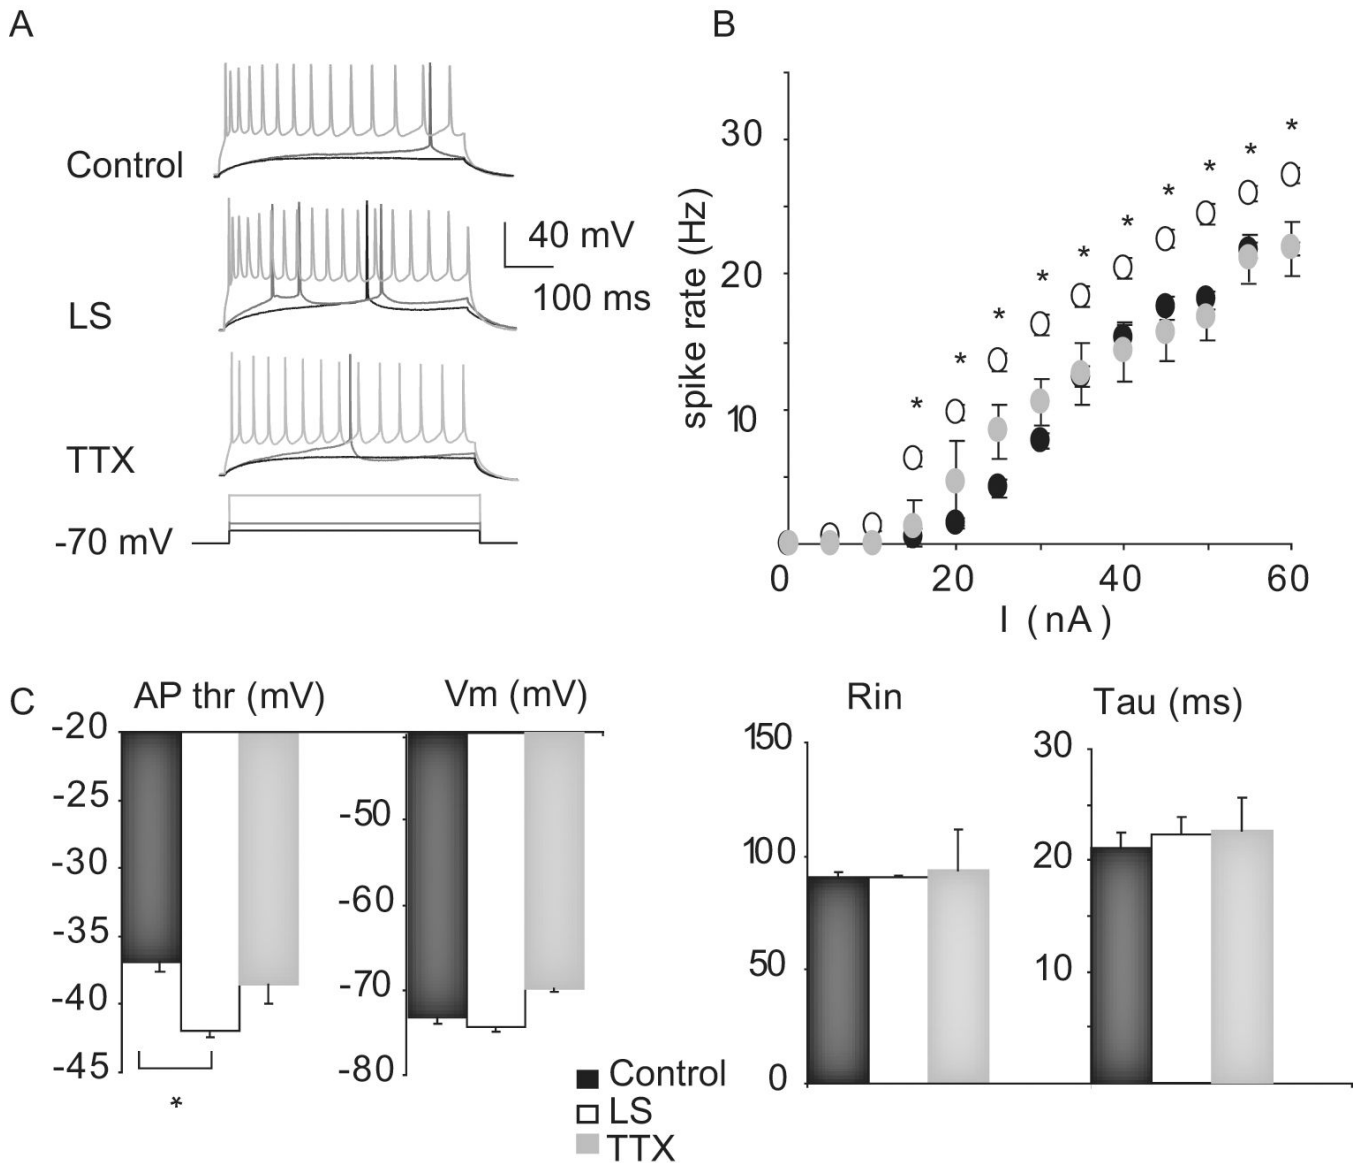 A
Control
LS
40 mV
100 ms
TTX
-70 mV
B
spike rate (Hz)
30
20
10
* * * * * * * * * *
0 20 40 60
I (nA)
C
AP thr (mV)
-20
-25
-30
-35
-40
-45
*
Vm (mV)
-50
-60
-70
-80
Control
LS
TTX
Rin
150
100
50
0
Tau (ms)
30
20
10